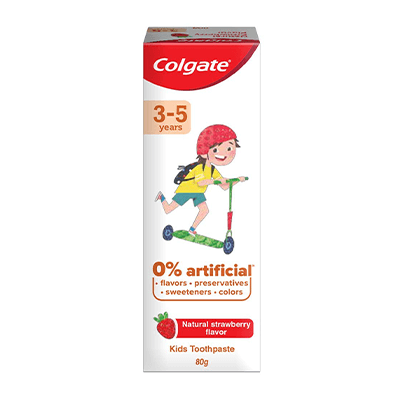 Colgate
3-5
years
0% artificial
• flavors • preservatives
• sweeteners • colors
Natural strawberry
flavor
Kids Toothpaste
80g